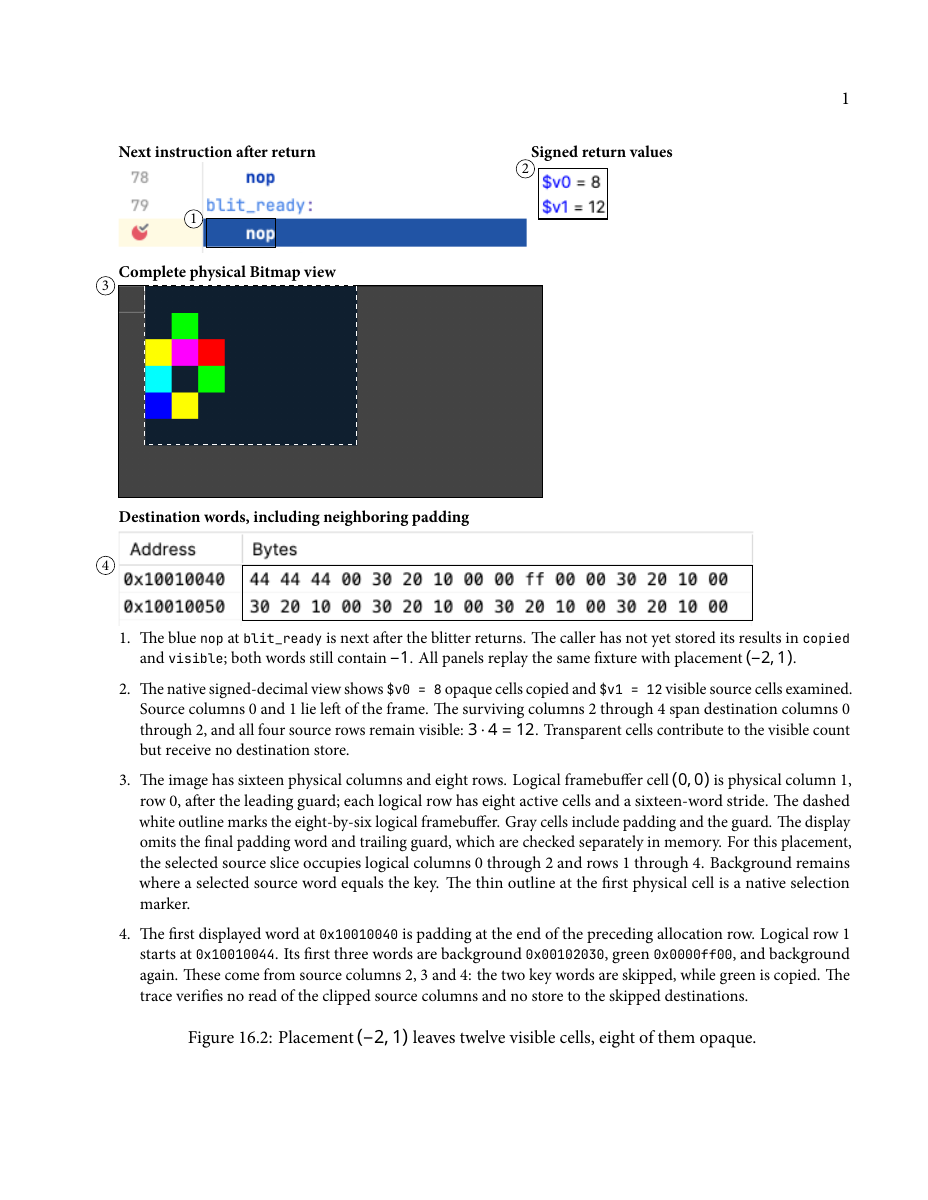 1
Next instruction after return
Signed return values
78 nop
79 blit_ready:
1
nop
2
$v0 = 8
$v1 = 12
Complete physical Bitmap view
3
Destination words, including neighboring padding
Address Bytes
4
0x10010040 44 44 44 00 30 20 10 00 00 ff 00 00 30 20 10 00
0x10010050 30 20 10 00 30 20 10 00 30 20 10 00 30 20 10 00
1. The blue nop at blit_ready is next after the blitter returns. The caller has not yet stored its results in copied
and visible; both words still contain −1. All panels replay the same fixture with placement (−2, 1).
2. The native signed-decimal view shows $v0 = 8 opaque cells copied and $v1 = 12 visible source cells examined.
Source columns 0 and 1 lie left of the frame. The surviving columns 2 through 4 span destination columns 0
through 2, and all four source rows remain visible: 3 · 4 = 12. Transparent cells contribute to the visible count
but receive no destination store.
3. The image has sixteen physical columns and eight rows. Logical framebuffer cell (0, 0) is physical column 1,
row 0, after the leading guard; each logical row has eight active cells and a sixteen-word stride. The dashed
white outline marks the eight-by-six logical framebuffer. Gray cells include padding and the guard. The display
omits the final padding word and trailing guard, which are checked separately in memory. For this placement,
the selected source slice occupies logical columns 0 through 2 and rows 1 through 4. Background remains
where a selected source word equals the key. The thin outline at the first physical cell is a native selection
marker.
4. The first displayed word at 0x10010040 is padding at the end of the preceding allocation row. Logical row 1
starts at 0x10010044. Its first three words are background 0x00102030, green 0x0000ff00, and background
again. These come from source columns 2, 3 and 4: the two key words are skipped, while green is copied. The
trace verifies no read of the clipped source columns and no store to the skipped destinations.
Figure 16.2: Placement (−2, 1) leaves twelve visible cells, eight of them opaque.